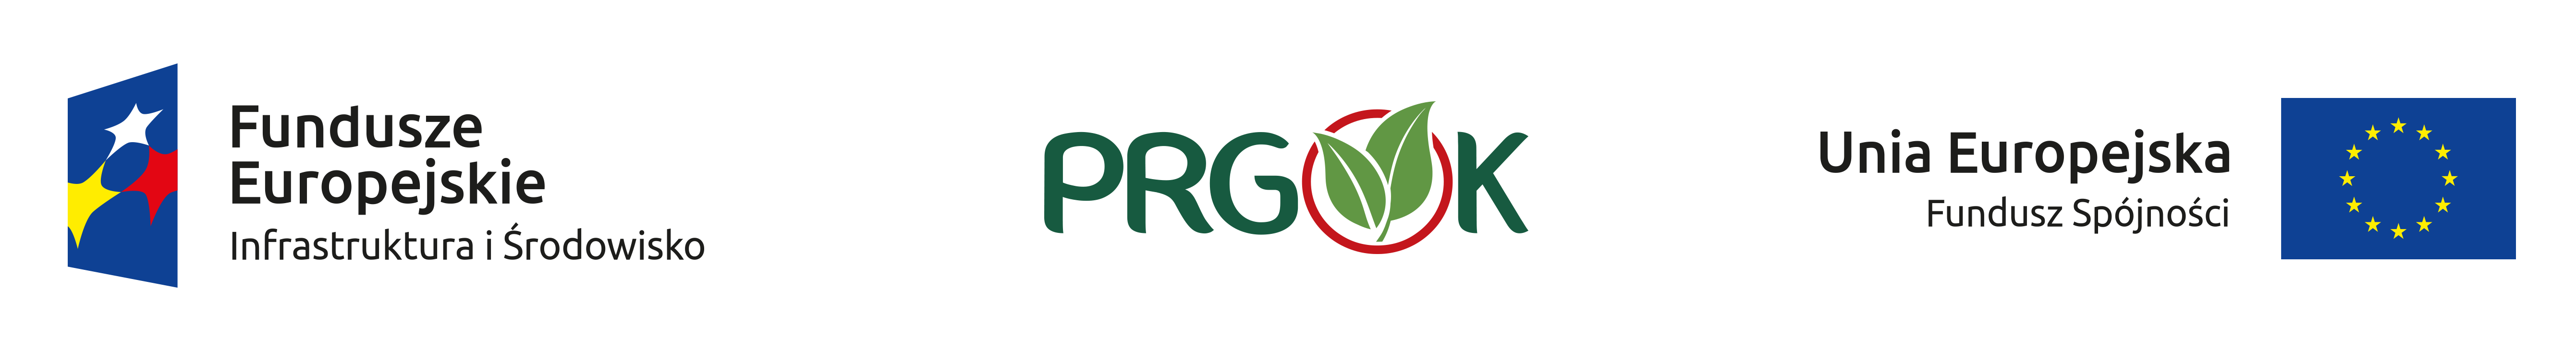 Fundusze
Europejskie
Infrastruktura i Środowisko
PRGOK
Unia Europejska
Fundusz Spójności